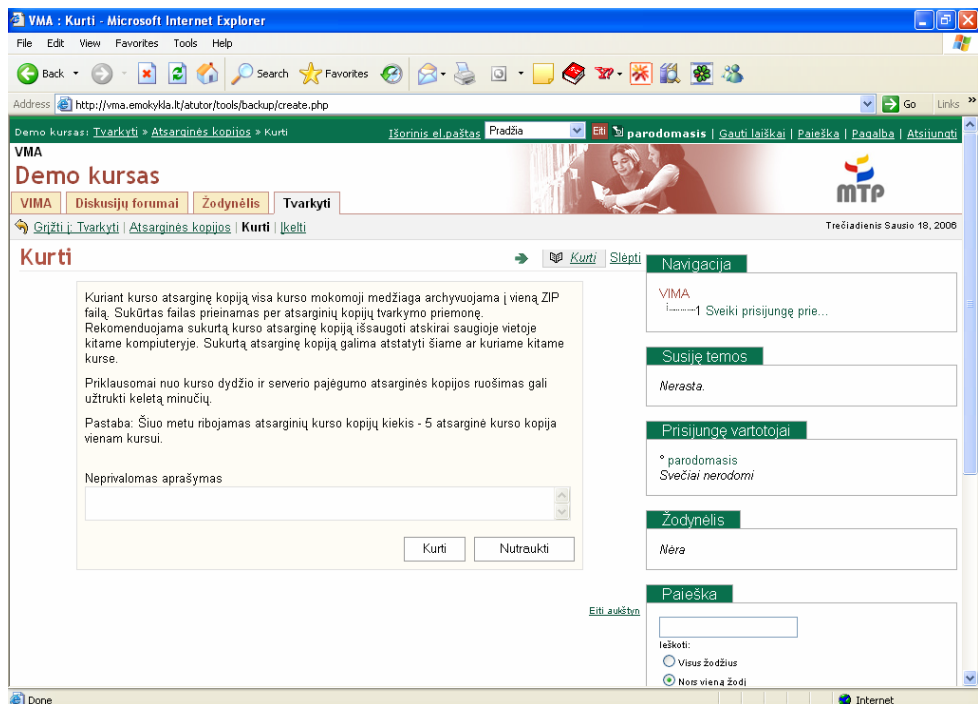 VMA : Kurti - Microsoft Internet Explorer
File Edit View Favorites Tools Help
Back Search Favorites
Address http://vma.emokykla.lt/atutor/tools/backup/create.php Go Links »
Demo kursas: Tvarkyti » Atsarginės kopijos » Kurti Išorinis el.paštas Pradžia Eiti parodomasis | Gauti laiškai | Paieška | Pagalba | Atsijungti
VMA
Demo kursas
MTP
VIMA Diskusijų forumai Žodynėlis Tvarkyti
Grįžti į: Tvarkyti | Atsarginės kopijos | Kurti | Įkelti Trečiadienis Sausio 18, 2006
Kurti
Kurti Slėpti
Kuriant kurso atsarginę kopiją visa kurso mokomoji medžiaga archyvuojama į vieną ZIP
failą. Sukūrtas failas prieinamas per atsarginių kopijų tvarkymo priemonę.
Rekomenduojama sukurtą kurso atsarginę kopiją išsaugoti atskirai saugioje vietoje
kitame kompiuteryje. Sukurtą atsarginę kopiją galima atstatyti šiame ar kuriame kitame
kurse.
Priklausomai nuo kurso dydžio ir serverio pajėgumo atsarginės kopijos ruošimas gali
užtrukti keletą minučių.
Pastaba: Šiuo metu ribojamas atsarginių kurso kopijų kiekis - 5 atsarginė kurso kopija
vienam kursui.
Neprivalomas aprašymas
Kurti Nutraukti
Eiti aukštyn
Navigacija
VIMA
1 Sveiki prisijungę prie...
Susiję temos
Nerasta.
Prisijungę vartotojai
° parodomasis
Svečiai nerodomi
Žodynėlis
Nėra
Paieška
Ieškoti:
Visus žodžius
Nors vieną žodį
Done Internet